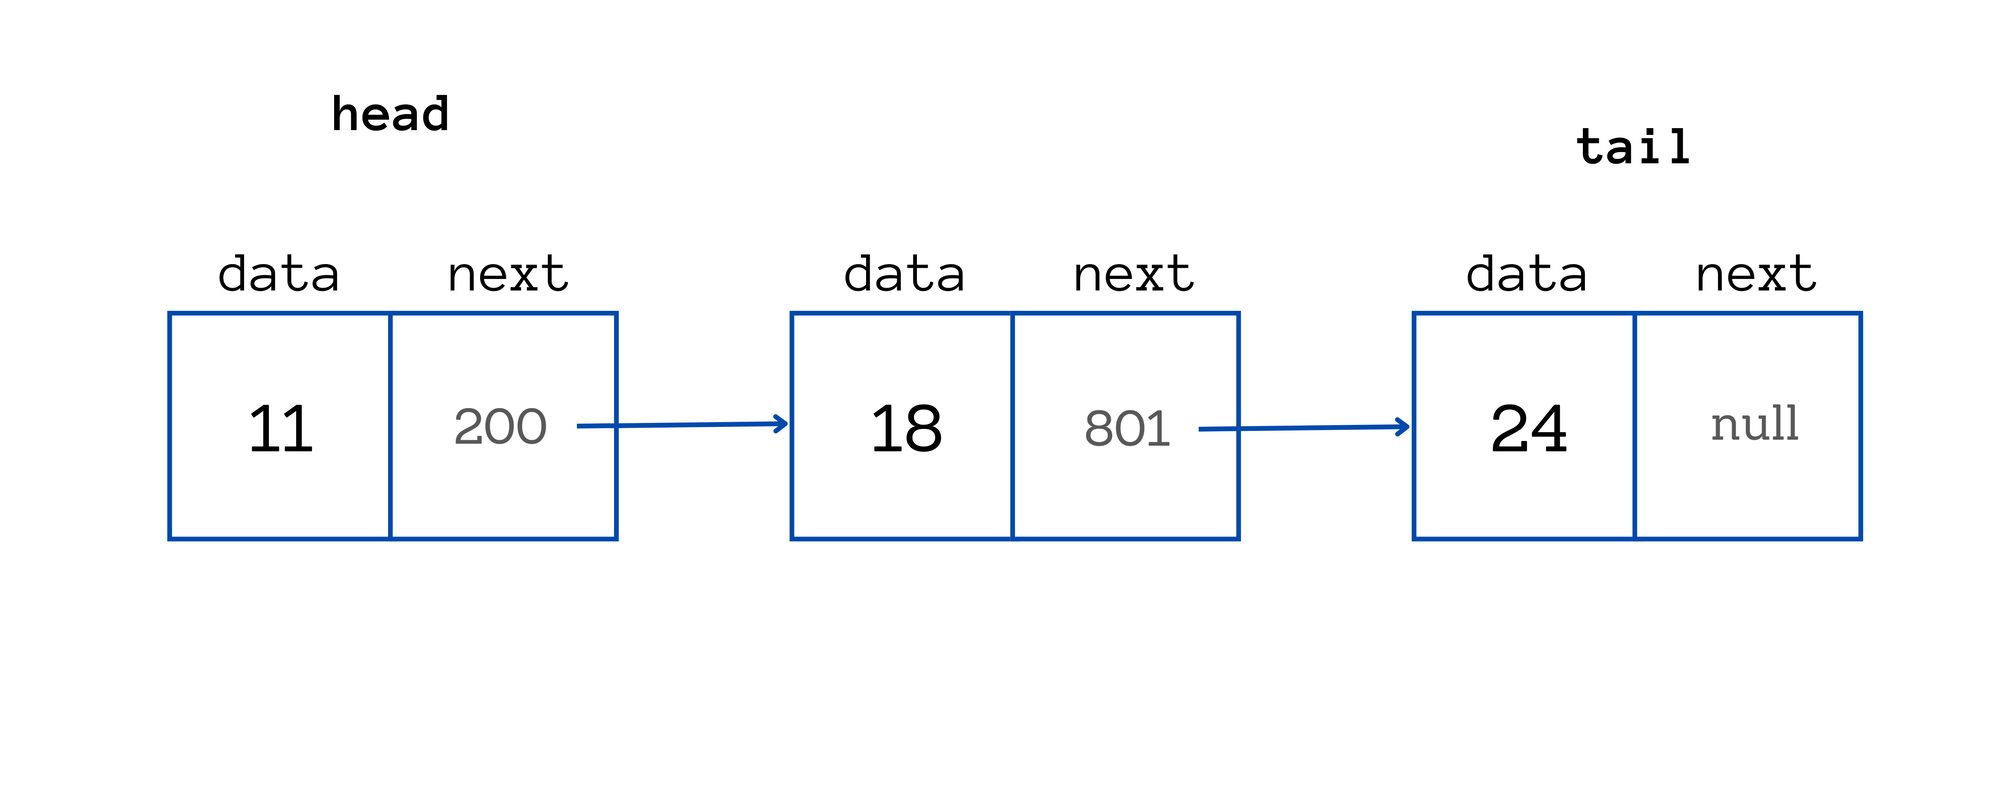 head
tail
data next data next data next
11 200 18 801 24 null